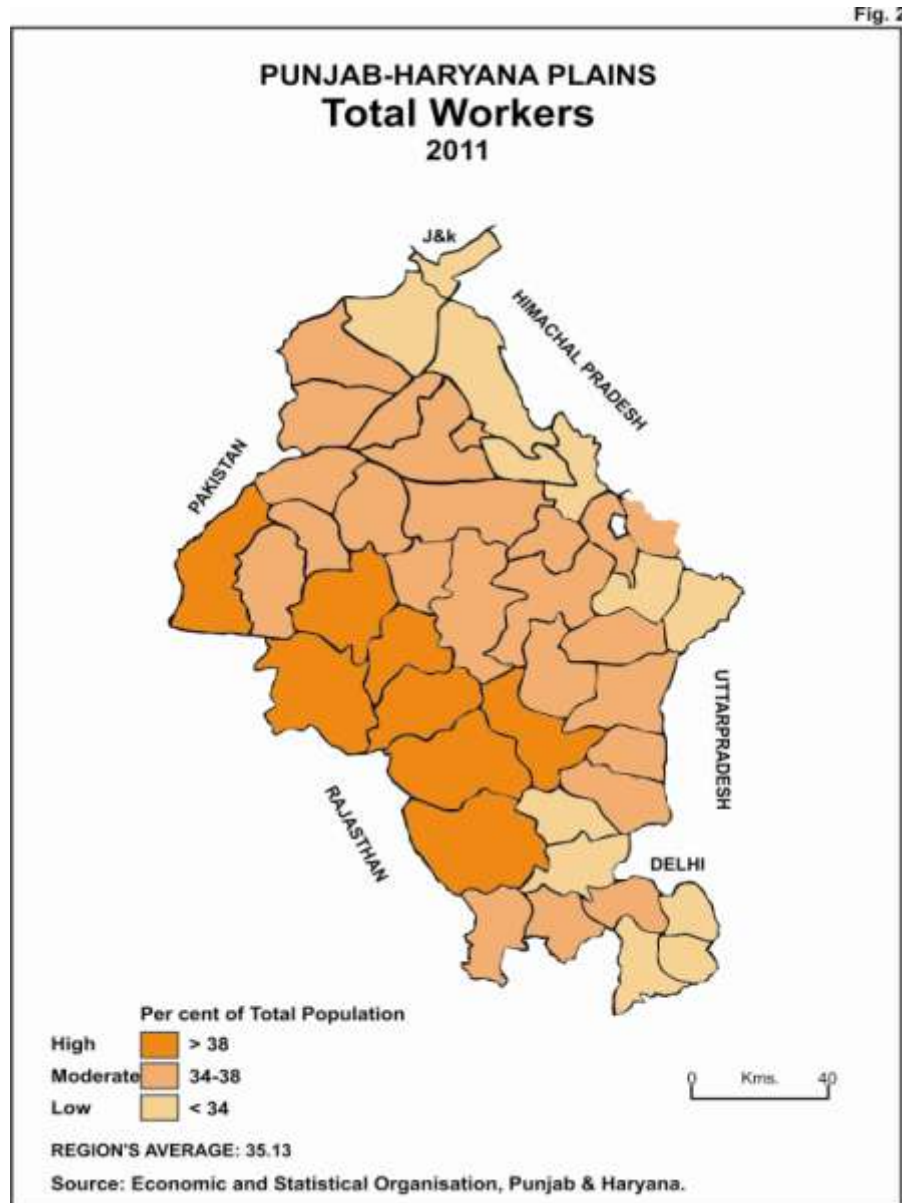 Fig. 2
PUNJAB-HARYANA PLAINS
Total Workers
2011
J&k
HIMACHAL PRADESH
PAKISTAN
UTTARPRADESH
RAJASTHAN
DELHI
Per cent of Total Population
High > 38
Moderate 34-38
Low < 34
0 Kms. 40
REGION'S AVERAGE: 35.13
Source: Economic and Statistical Organisation, Punjab & Haryana.